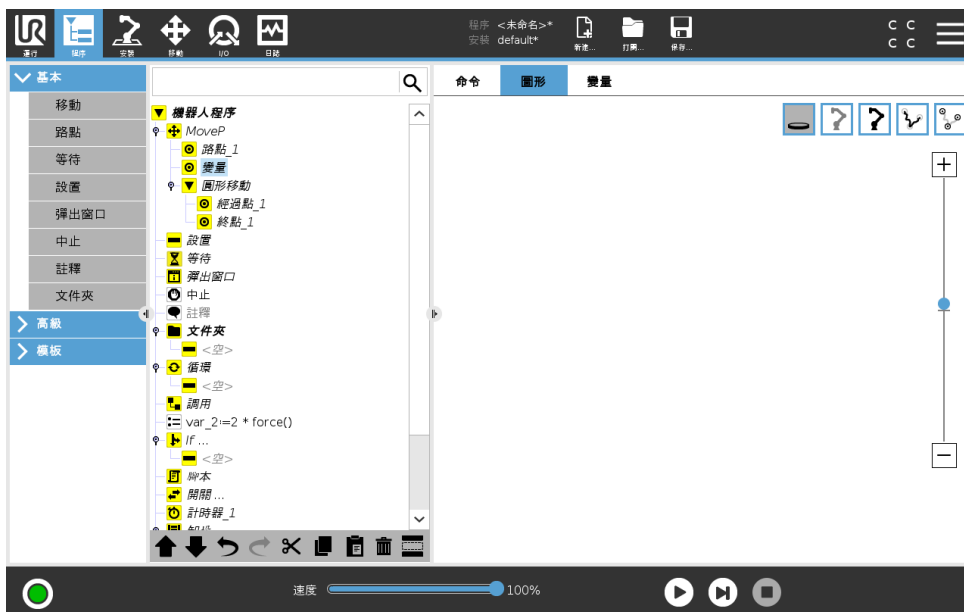 程序 <未命名>*
安裝 default*
運行 程序 安裝 移動 I/O 日誌 新建... 打開... 保存...
C C
C C
基本
移動
路點
等待
設置
彈出窗口
中止
註釋
文件夾
高級
模板
機器人程序
MoveP
路點_1
變量
圓形移動
經過點_1
終點_1
設置
等待
彈出窗口
中止
註釋
文件夾
<空>
循環
<空>
調用
var_2:=2 * force()
If ...
<空>
腳本
開關 ...
計時器_1
命令 圖形 變量
速度 100%